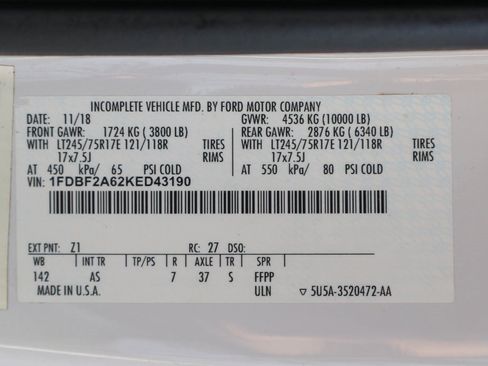 INCOMPLETE VEHICLE MFD. BY FORD MOTOR COMPANY
DATE: 11/18 GVWR: 4536 KG (10000 LB)
FRONT GAWR: 1724 KG ( 3800 LB) REAR GAWR: 2876 KG ( 6340 LB)
WITH LT245/75R17E 121/118R TIRES WITH LT245/75R17E 121/118R TIRES
17x7.5J RIMS 17x7.5J RIMS
AT 450 kPa/ 65 PSI COLD AT 550 kPa/ 80 PSI COLD
VIN: 1FDBF2A62KED43190
EXT PNT: Z1 RC: 27 DSO:
WB INT TR TP/PS R AXLE TR SPR
142 AS 7 37 S FFPP
MADE IN U.S.A. ULN ▽ 5U5A-3520472-AA